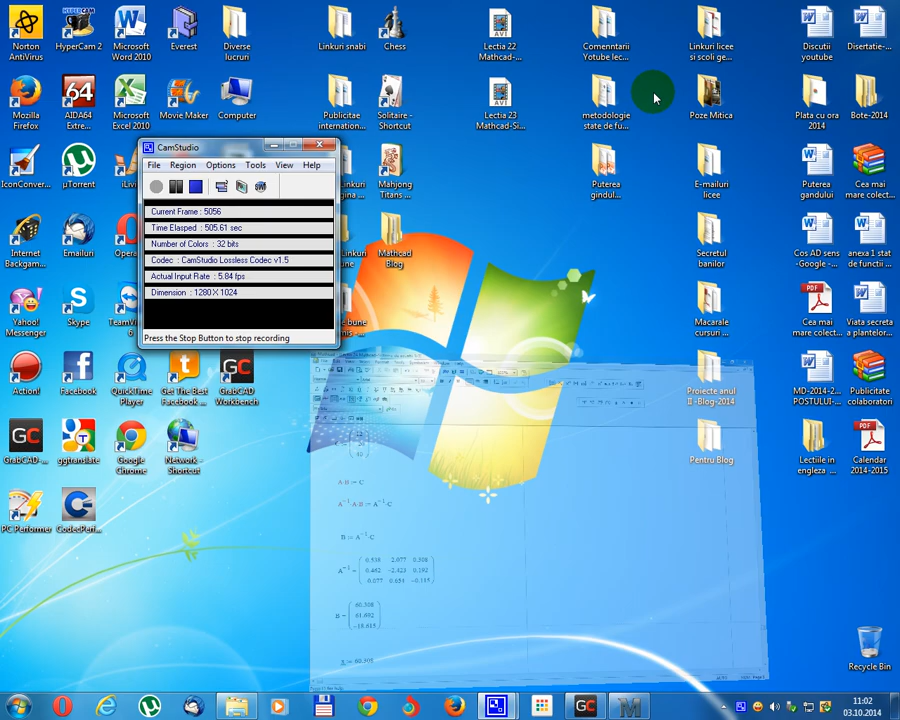 Norton
AntiVirus
HyperCam 2
Microsoft
Word 2010
Everest
Diverse
lucruri
Linkuri snabi
Chess
Lectia 22
Mathcad-...
Comenntarii
Yotube lec...
Linkuri licee
si scoli ge...
Discutii
youtube
Disertatie-...
Mozilla
Firefox
64
AIDA64
Extre...
Microsoft
Excel 2010
Movie Maker
Computer
Publicitate
internation...
Solitaire -
Shortcut
Lectia 23
Mathcad-Si...
metodologie
state de fu...
Poze Mitica
Plata cu ora
2014
Bote-2014
CamStudio
File Region Options Tools View Help
Current Frame : 5056
Time Elasped : 505.61 sec
Number of Colors : 32 bits
Codec : CamStudio Lossless Codec v1.5
Actual Input Rate : 5.84 fps
Dimension : 1280 X 1024
Press the Stop Button to stop recording
IconConver...
µTorrent
Mahjong
Titans ...
Puterea
gindului...
E-mailuri
licee
Puterea
gandului
Cea mai
mare colect...
Internet
Backgam...
Emailuri
Mathcad
Blog
Secretul
banilor
Cos AD sens
-Google -...
anexa 1 stat
de functii ...
Yahoo!
Messenger
Skype
Macarale
cursuri ...
Cea mai
mare colect...
Viata secreta
a plantelor...
Action!
Facebook
QuickTime
Player
Get The Best
Facebook ...
GrabCAD
Workbench
Proiecte anul
II -Blog-2014
MD-2014-2...
POSTULUI-...
Publicitate
colaboratori
GC
GrabCAD-...
ggtranslate
Google
Chrome
Network -
Shortcut
Pentru Blog
Lectiile in
engleza ...
Calendar
2014-2015
PC Performer
CodecPerf...
A·B := C
A⁻¹·A·B := A⁻¹·C
B := A⁻¹·C
Recycle Bin
11:02
03.10.2014